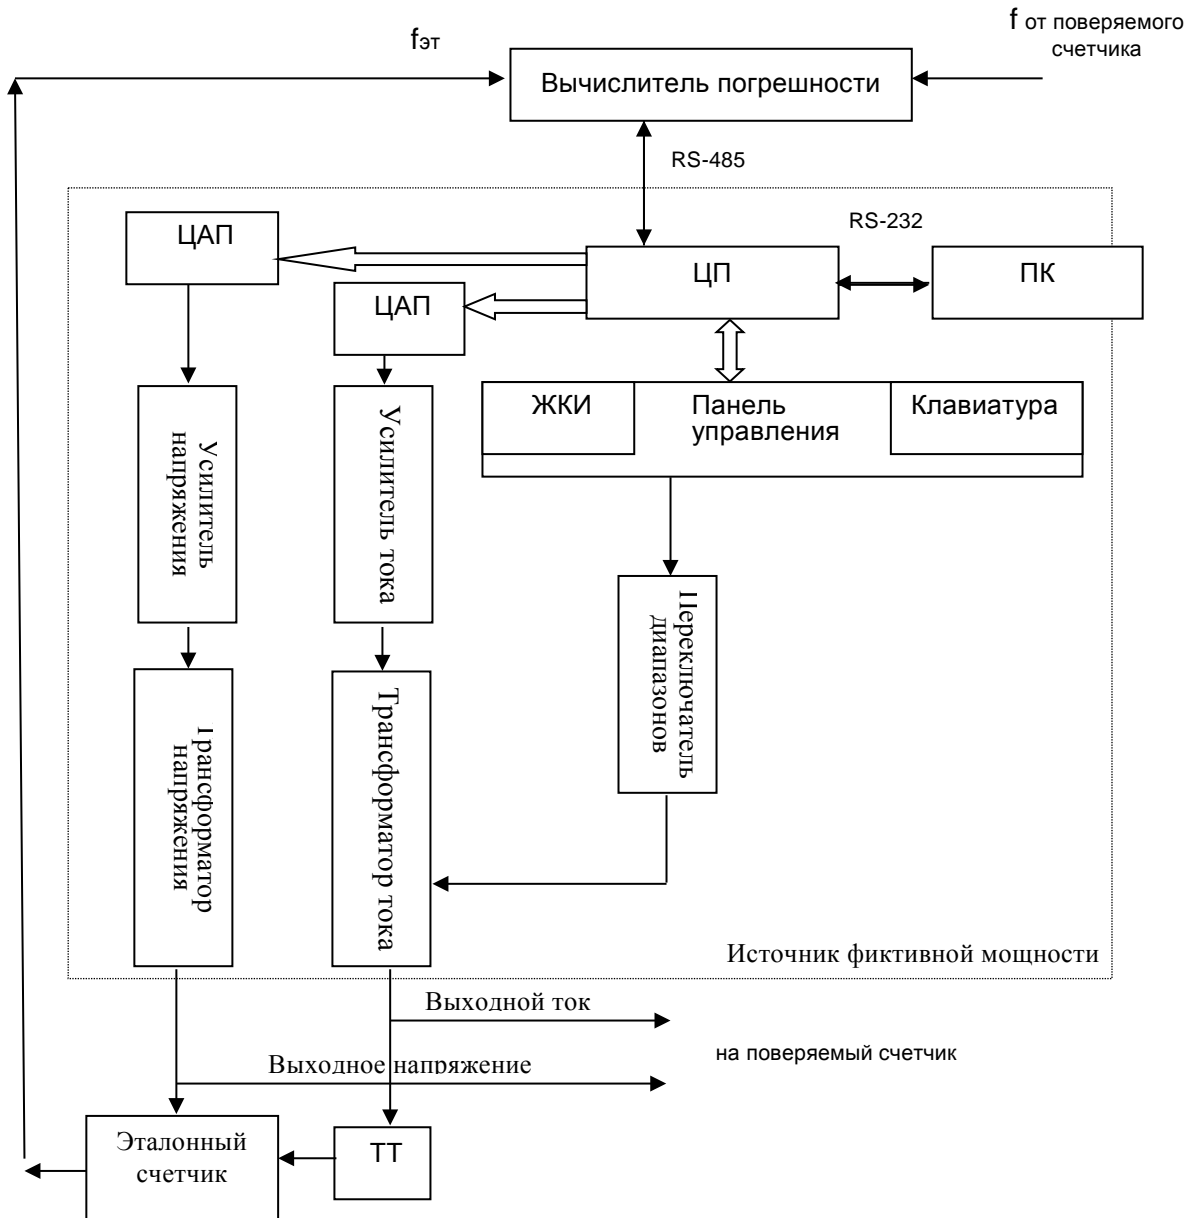 f от поверяемого
счетчика
fэт
Вычислитель погрешности
RS-485
RS-232
ЦАП
ЦП
ПК
ЦАП
ЖКИ
Панель
управления
Клавиатура
Усилитель
напряжения
Усилитель тока
Переключатель
диапазонов
Трансформатор
напряжения
Трансформатор тока
Источник фиктивной мощности
Выходной ток
на поверяемый счетчик
Выходное напряжение
Эталонный
счетчик
ТТ